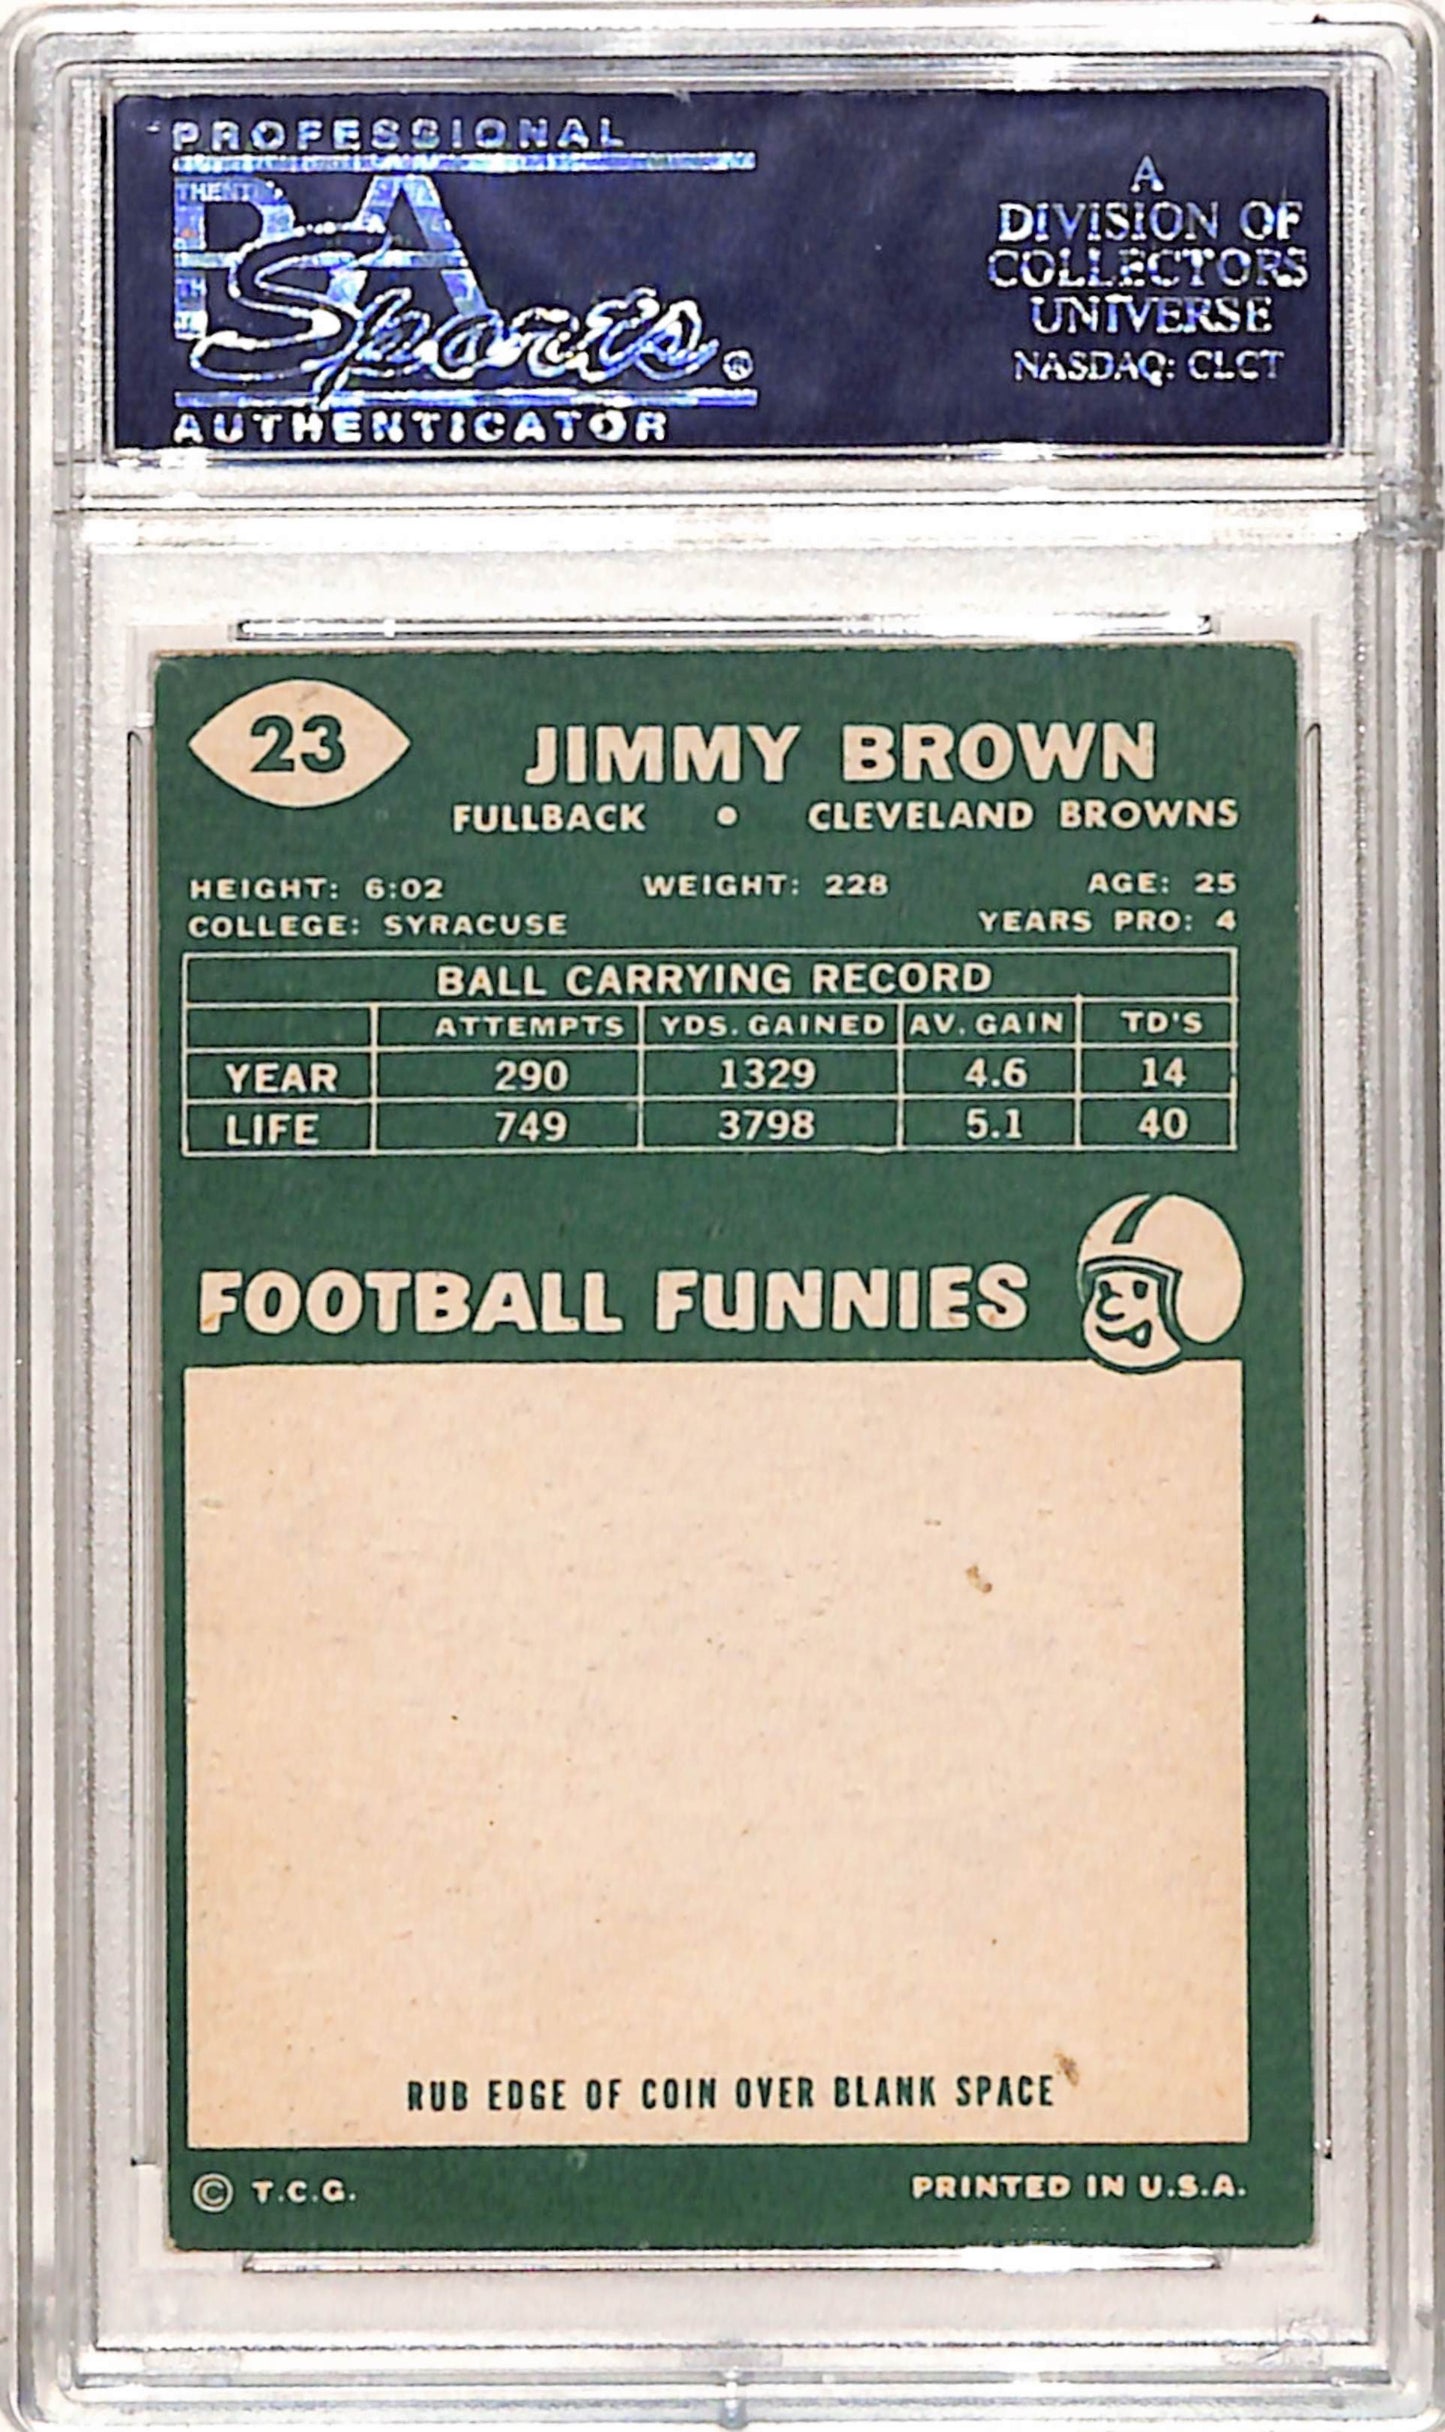 PROFESSIONAL
PSA
Sports®
AUTHENTICATOR
A
DIVISION OF
COLLECTORS
UNIVERSE
NASDAQ: CLCT
23
JIMMY BROWN
FULLBACK • CLEVELAND BROWNS
HEIGHT: 6:02 WEIGHT: 228 AGE: 25
COLLEGE: SYRACUSE YEARS PRO: 4
BALL CARRYING RECORD
ATTEMPTS YDS. GAINED AV. GAIN TD'S
YEAR 290 1329 4.6 14
LIFE 749 3798 5.1 40
FOOTBALL FUNNIES
RUB EDGE OF COIN OVER BLANK SPACE
© T.C.G. PRINTED IN U.S.A.